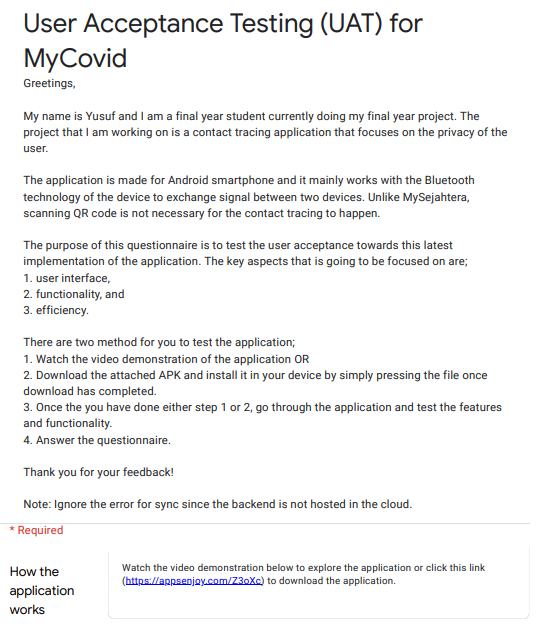 User Acceptance Testing (UAT) for
MyCovid
Greetings,
My name is Yusuf and I am a final year student currently doing my final year project. The
project that I am working on is a contact tracing application that focuses on the privacy of the
user.
The application is made for Android smartphone and it mainly works with the Bluetooth
technology of the device to exchange signal between two devices. Unlike MySejahtera,
scanning QR code is not necessary for the contact tracing to happen.
The purpose of this questionnaire is to test the user acceptance towards this latest
implementation of the application. The key aspects that is going to be focused on are;
1. user interface,
2. functionality, and
3. efficiency.
There are two method for you to test the application;
1. Watch the video demonstration of the application OR
2. Download the attached APK and install it in your device by simply pressing the file once
download has completed.
3. Once the you have done either step 1 or 2, go through the application and test the features
and functionality.
4. Answer the questionnaire.
Thank you for your feedback!
Note: Ignore the error for sync since the backend is not hosted in the cloud.
* Required
How the
application
works
Watch the video demonstration below to explore the application or click this link
(https://appsenjoy.com/Z3oXc) to download the application.